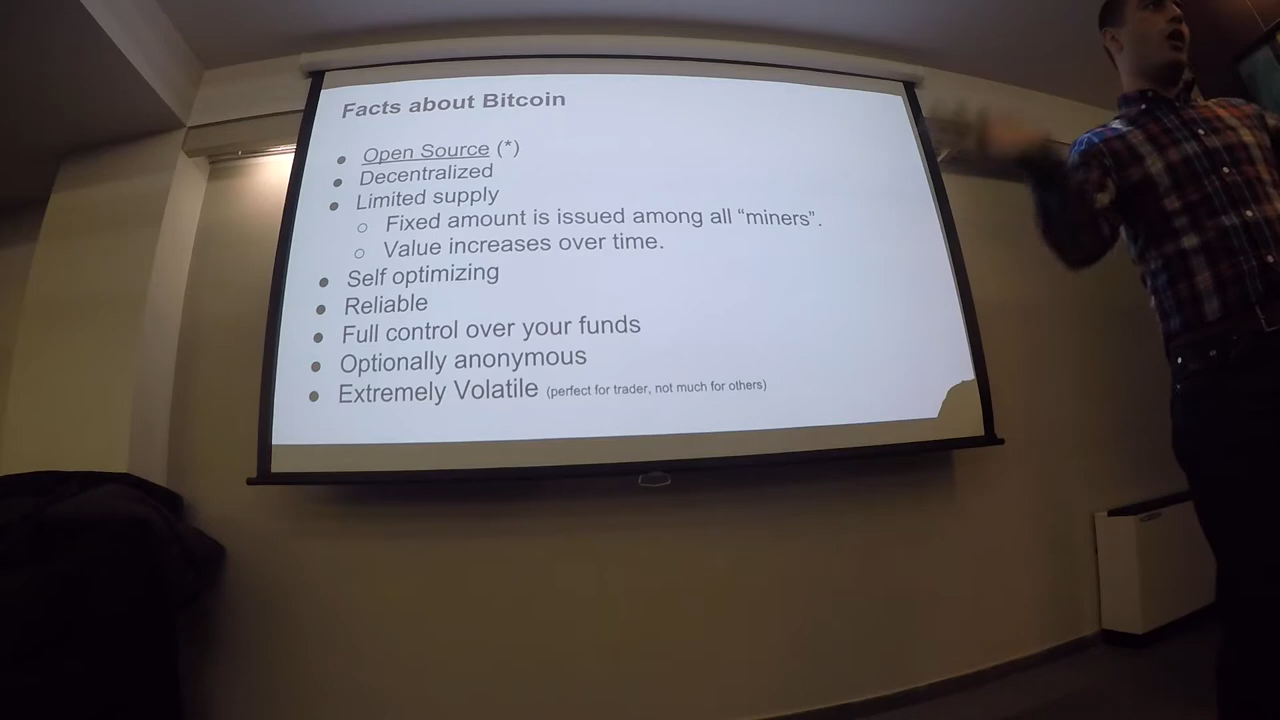 Facts about Bitcoin
● Open Source (*)
● Decentralized
● Limited supply
○ Fixed amount is issued among all “miners”.
○ Value increases over time.
● Self optimizing
● Reliable
● Full control over your funds
● Optionally anonymous
● Extremely Volatile (perfect for trader, not much for others)